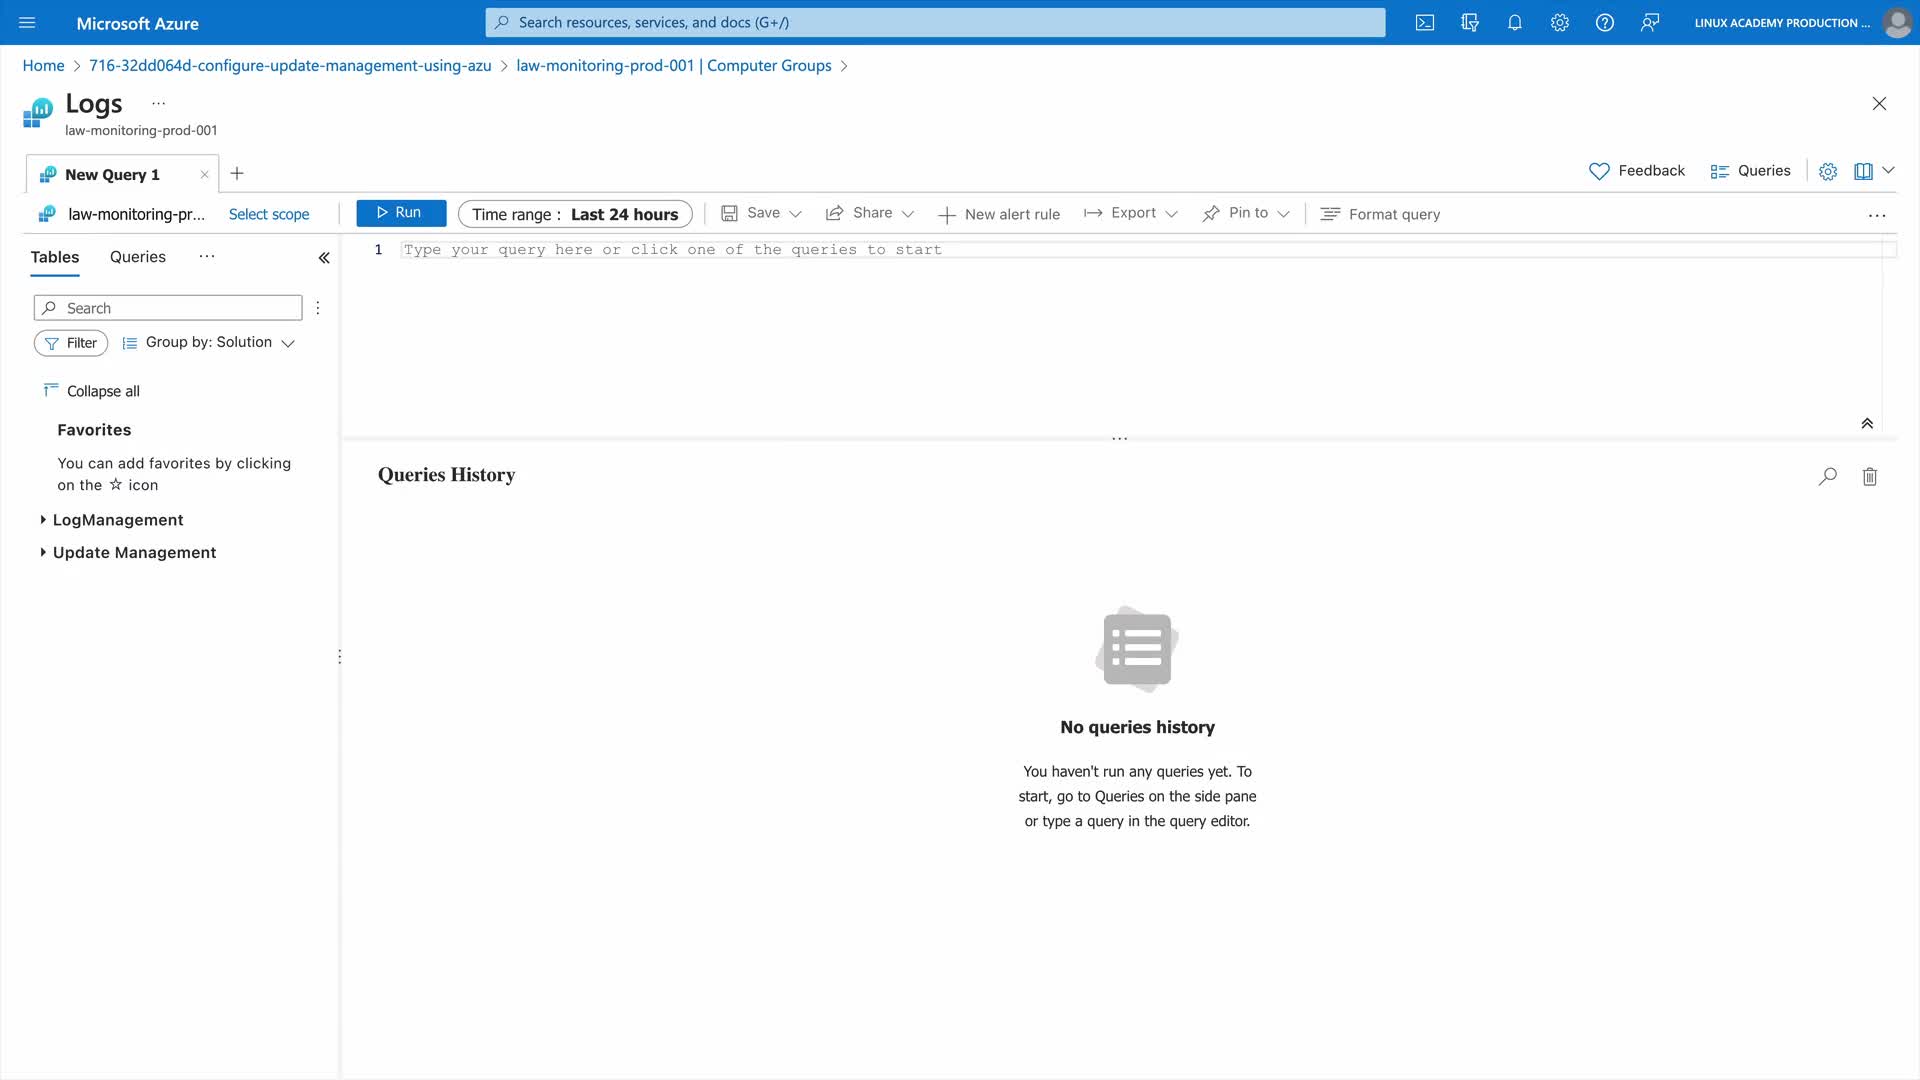 Microsoft Azure
Search resources, services, and docs (G+/)
LINUX ACADEMY PRODUCTION ...
Home > 716-32dd064d-configure-update-management-using-azu > law-monitoring-prod-001 | Computer Groups >
Logs ...
law-monitoring-prod-001
New Query 1
Feedback
Queries
law-monitoring-pr...
Select scope
Run
Time range : Last 24 hours
Save
Share
New alert rule
Export
Pin to
Format query
Tables
Queries
...
1 Type your query here or click one of the queries to start
Search
Filter
Group by: Solution
Collapse all
Favorites
You can add favorites by clicking
on the ☆ icon
LogManagement
Update Management
Queries History
No queries history
You haven't run any queries yet. To
start, go to Queries on the side pane
or type a query in the query editor.